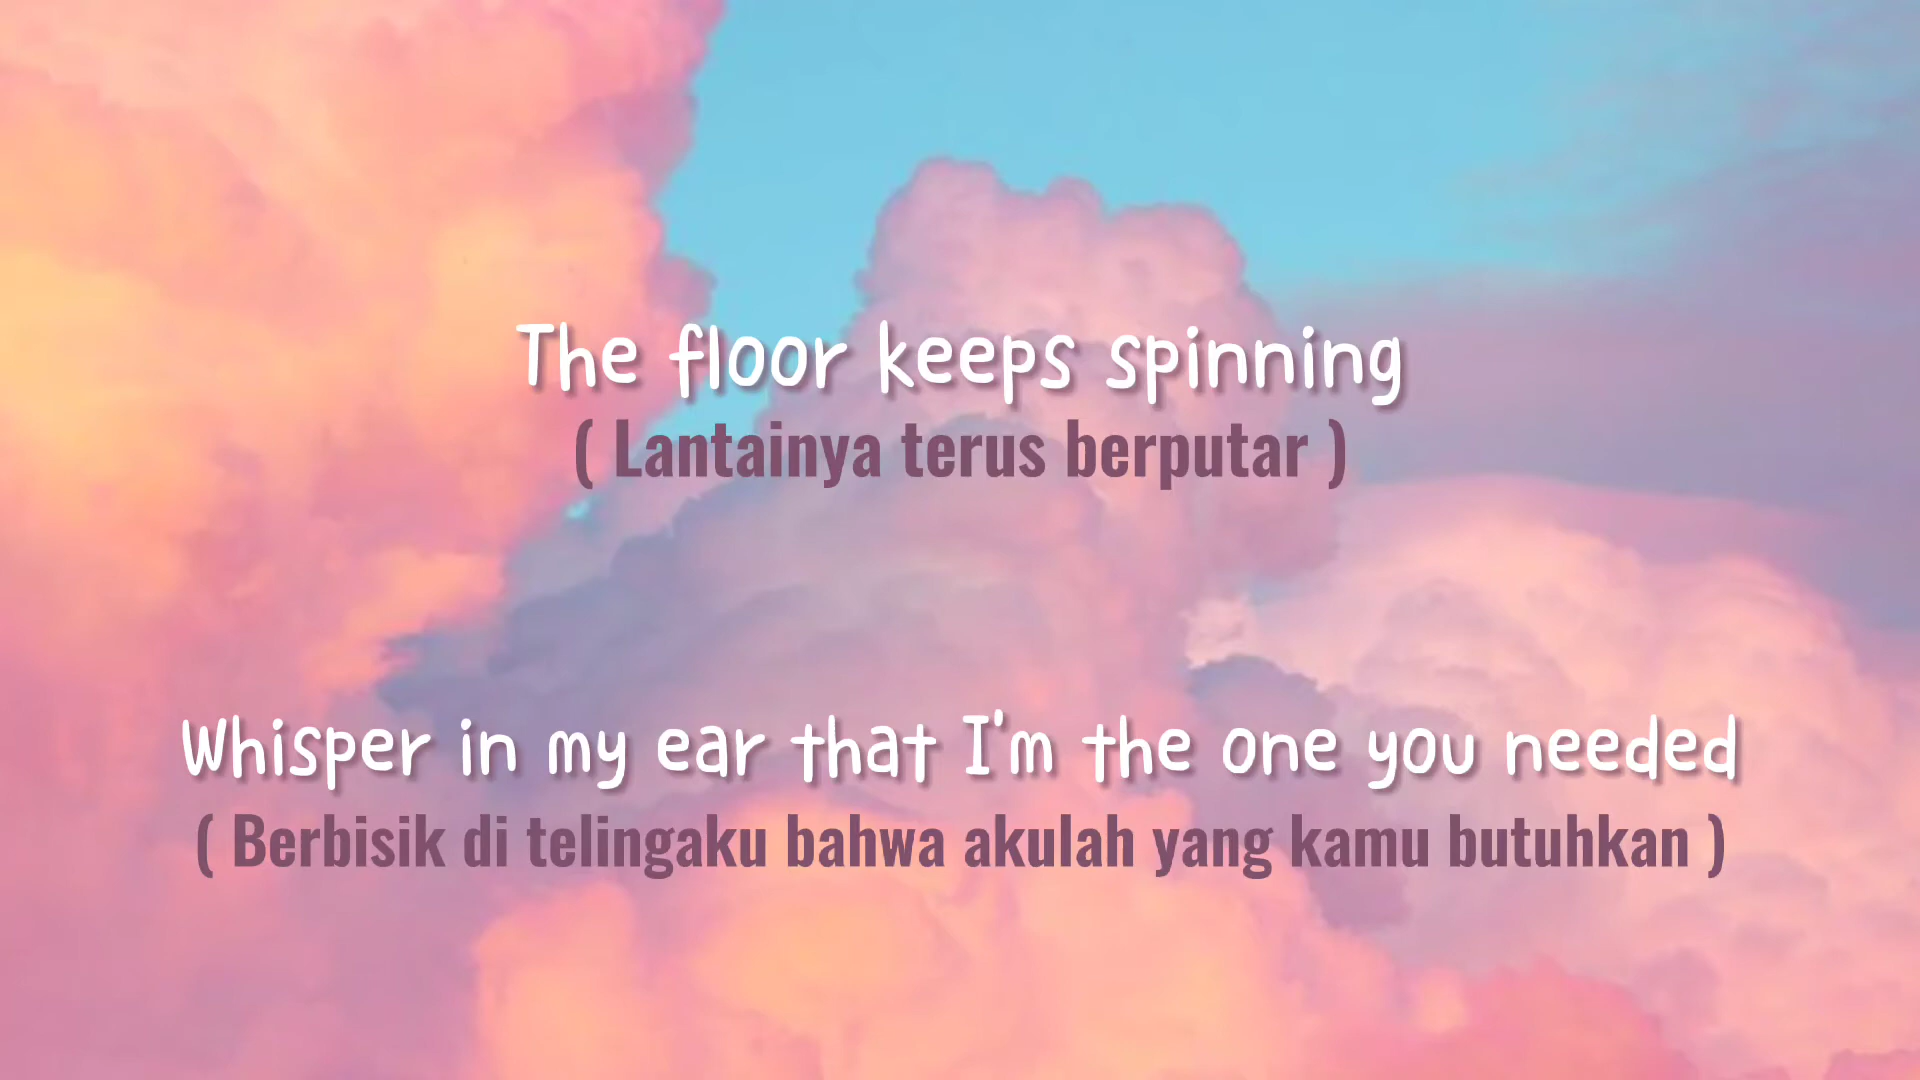 The floor keeps spinning
( Lantainya terus berputar )
Whisper in my ear that I'm the one you needed
( Berbisik di telingaku bahwa akulah yang kamu butuhkan )